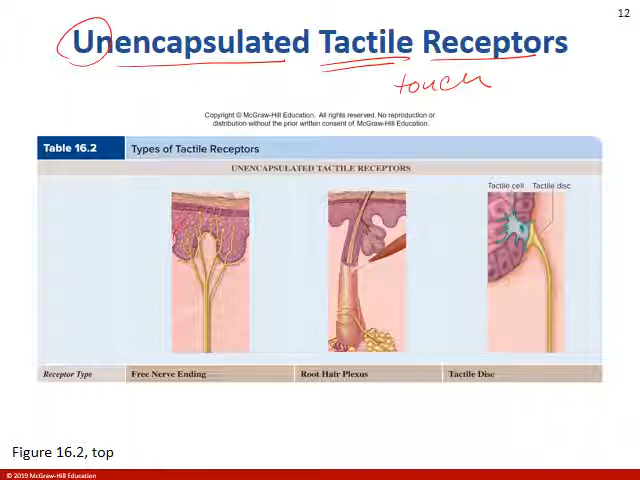 12
Unencapsulated Tactile Receptors
touch
Copyright © McGraw-Hill Education. All rights reserved. No reproduction or
distribution without the prior written consent of McGraw-Hill Education.
Table 16.2 Types of Tactile Receptors
UNENCAPSULATED TACTILE RECEPTORS
Tactile cell Tactile disc
Receptor Type Free Nerve Ending Root Hair Plexus Tactile Disc
Figure 16.2, top
© 2019 McGraw-Hill Education